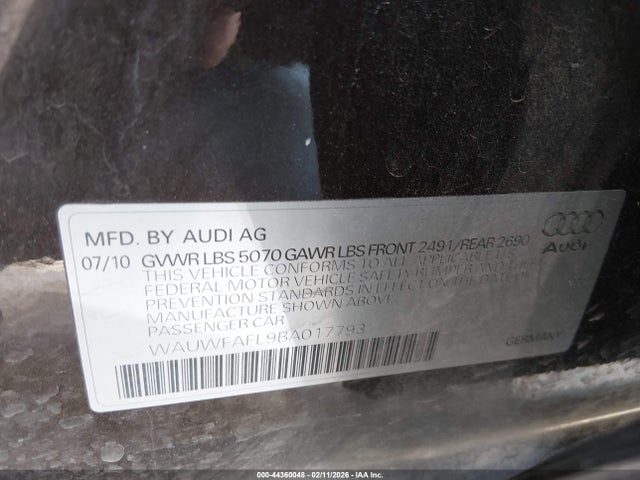 MFD. BY AUDI AG
07/10 GVWR LBS 5070 GAWR LBS FRONT 2491/REAR 2690
THIS VEHICLE CONFORMS TO ALL APPLICABLE U.S.
FEDERAL MOTOR VEHICLE SAFETY BUMPER AND THEFT
PREVENTION STANDARDS IN EFFECT ON THE DATE OF
MANUFACTURE SHOWN ABOVE.
PASSENGER CAR
WAUWFAFL9BA017793
Audi
GERMANY
000-44360048 - 02/11/2026 - IAA Inc.